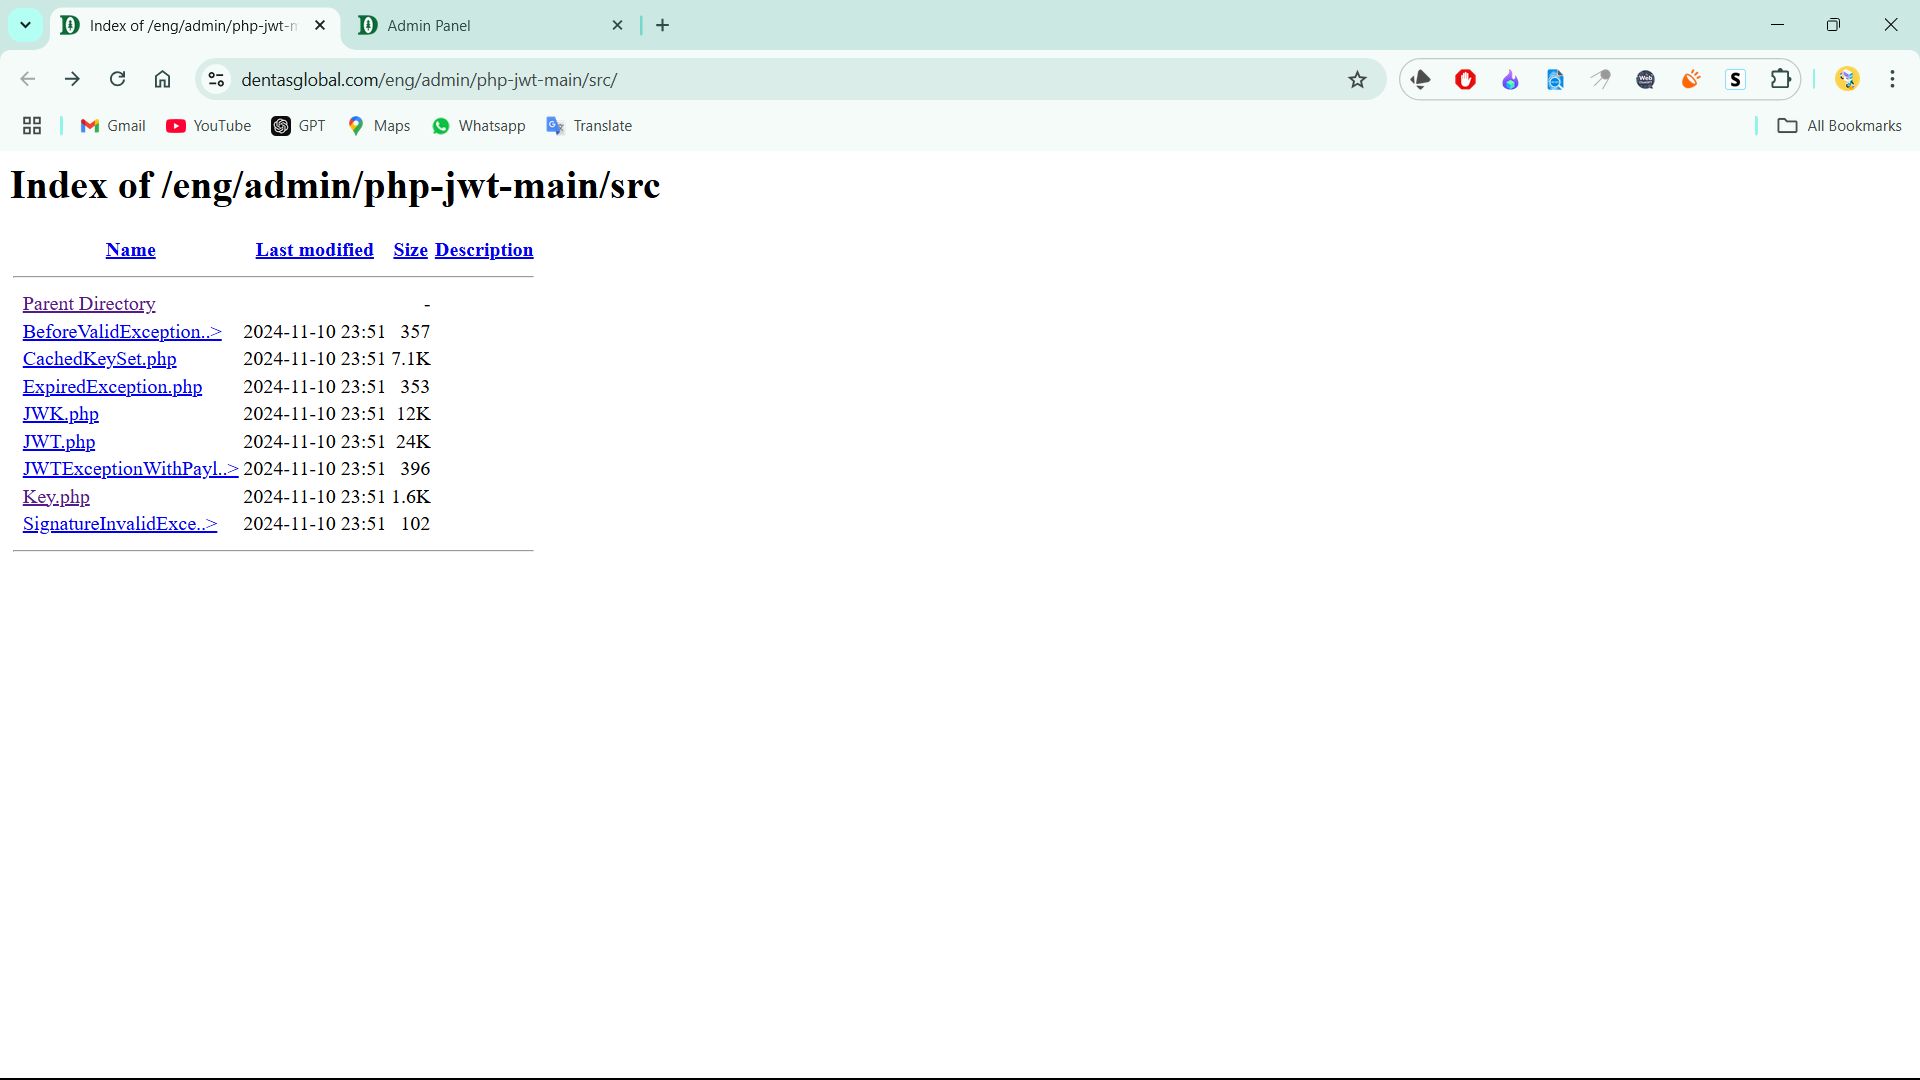 Index of /eng/admin/php-jwt-m
Admin Panel
dentasglobal.com/eng/admin/php-jwt-main/src/
S
Gmail
YouTube
GPT
Maps
Whatsapp
Translate
All Bookmarks
Index of /eng/admin/php-jwt-main/src
Name Last modified Size Description
Parent Directory -
BeforeValidException..> 2024-11-10 23:51 357
CachedKeySet.php 2024-11-10 23:51 7.1K
ExpiredException.php 2024-11-10 23:51 353
JWK.php 2024-11-10 23:51 12K
JWT.php 2024-11-10 23:51 24K
JWTExceptionWithPayl..> 2024-11-10 23:51 396
Key.php 2024-11-10 23:51 1.6K
SignatureInvalidExce..> 2024-11-10 23:51 102